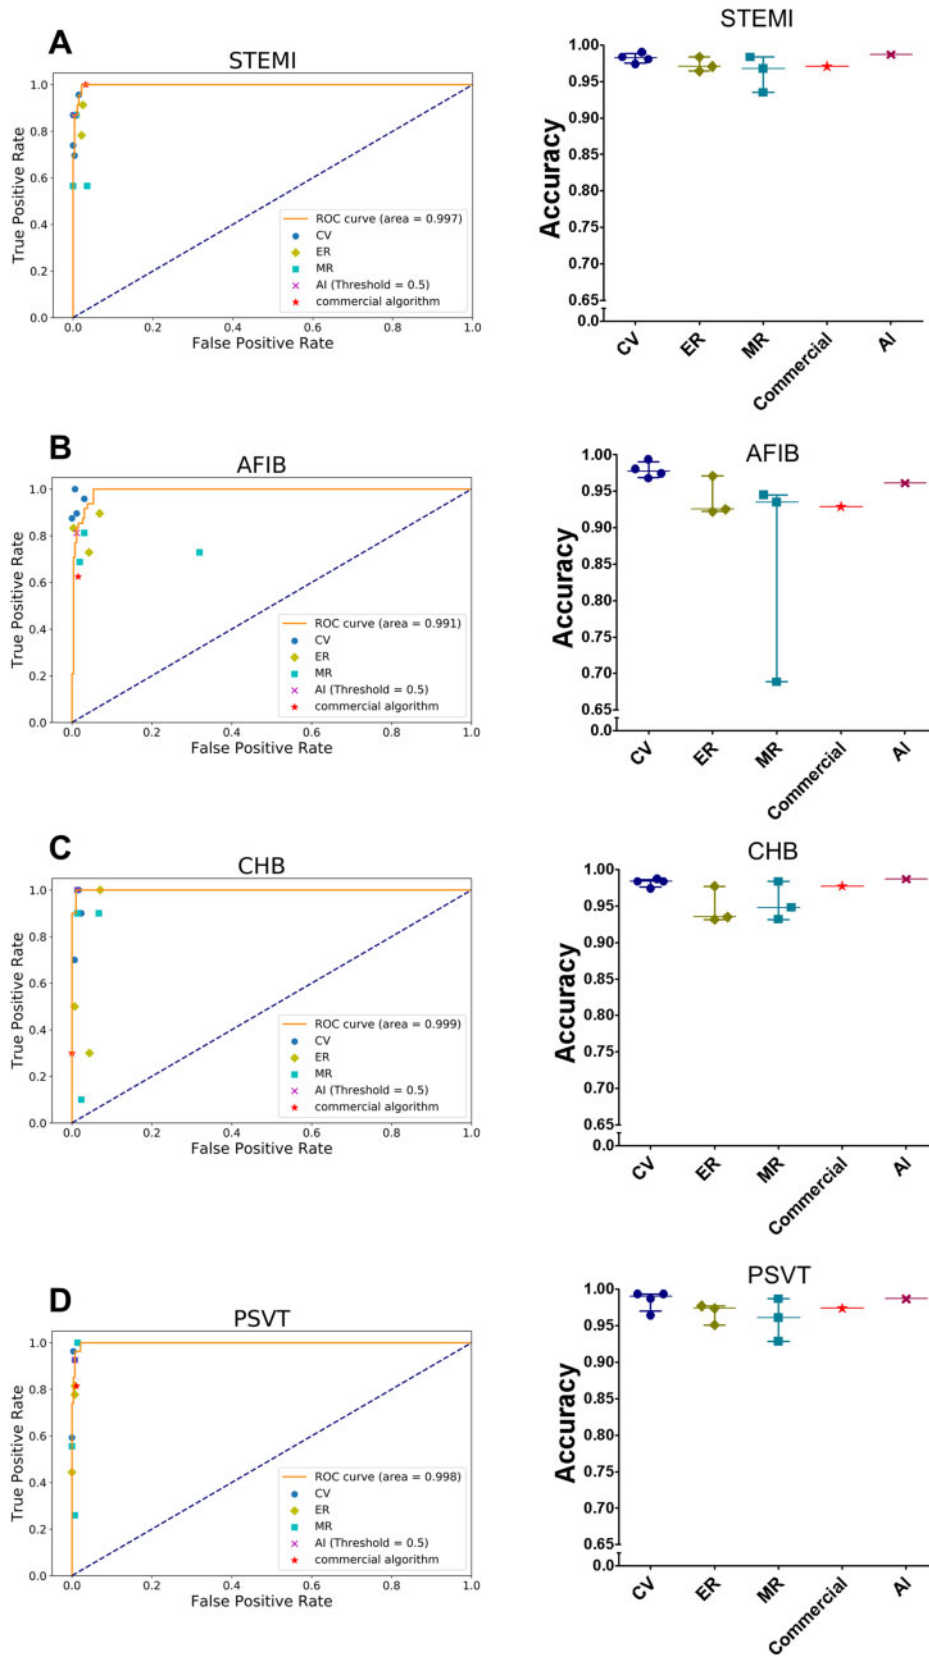 A
STEMI
True Positive Rate
1.0
0.8
0.6
0.4
0.2
0.0
0.0
0.2
0.4
0.6
0.8
1.0
False Positive Rate
ROC curve (area = 0.997)
CV
ER
MR
AI (Threshold = 0.5)
commercial algorithm
STEMI
Accuracy
1.00
0.95
0.90
0.85
0.80
0.75
0.70
0.65
0.0
CV
ER
MR
Commercial
AI
B
AFIB
True Positive Rate
1.0
0.8
0.6
0.4
0.2
0.0
0.0
0.2
0.4
0.6
0.8
1.0
False Positive Rate
ROC curve (area = 0.991)
CV
ER
MR
AI (Threshold = 0.5)
commercial algorithm
AFIB
Accuracy
1.00
0.95
0.90
0.85
0.80
0.75
0.70
0.65
0.0
CV
ER
MR
Commercial
AI
C
CHB
True Positive Rate
1.0
0.8
0.6
0.4
0.2
0.0
0.0
0.2
0.4
0.6
0.8
1.0
False Positive Rate
ROC curve (area = 0.999)
CV
ER
MR
AI (Threshold = 0.5)
commercial algorithm
CHB
Accuracy
1.00
0.95
0.90
0.85
0.80
0.75
0.70
0.65
0.0
CV
ER
MR
Commercial
AI
D
PSVT
True Positive Rate
1.0
0.8
0.6
0.4
0.2
0.0
0.0
0.2
0.4
0.6
0.8
1.0
False Positive Rate
ROC curve (area = 0.998)
CV
ER
MR
AI (Threshold = 0.5)
commercial algorithm
PSVT
Accuracy
1.00
0.95
0.90
0.85
0.80
0.75
0.70
0.65
0.0
CV
ER
MR
Commercial
AI